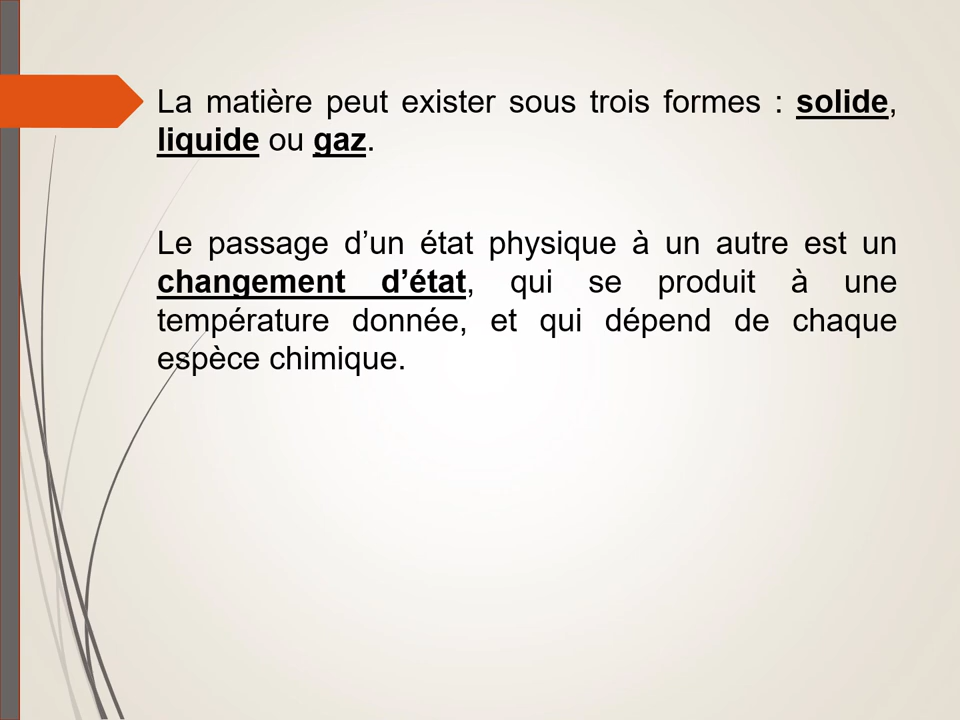 La matière peut exister sous trois formes : solide,
liquide ou gaz.
Le passage d’un état physique à un autre est un
changement d’état, qui se produit à une
température donnée, et qui dépend de chaque
espèce chimique.